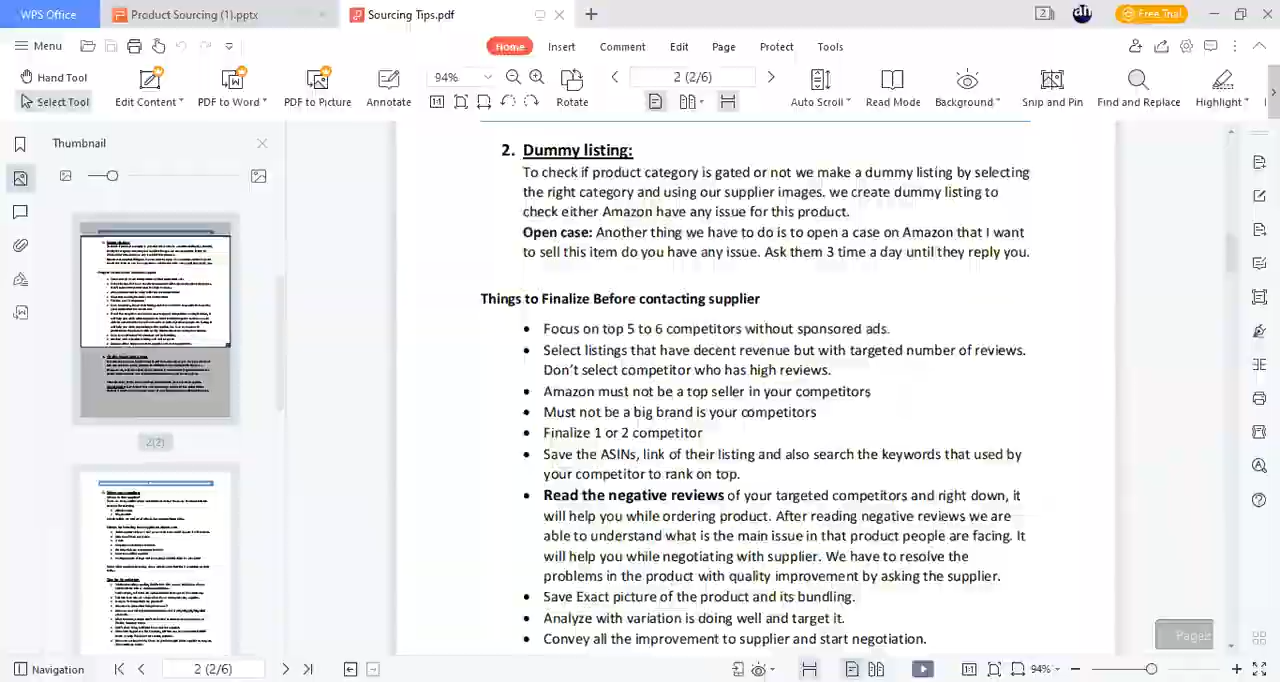 WPS Office
Product Sourcing (1).pptx
Sourcing Tips.pdf
2
Free Trial
Menu
Home
Insert
Comment
Edit
Page
Protect
Tools
Hand Tool
Select Tool
Edit Content
PDF to Word
PDF to Picture
Annotate
94%
Rotate
2 (2/6)
Auto Scroll
Read Mode
Background
Snip and Pin
Find and Replace
Highlight
Thumbnail
2(2)
2. Dummy listing:
To check if product category is gated or not we make a dummy listing by selecting
the right category and using our supplier images. we create dummy listing to
check either Amazon have any issue for this product.
Open case: Another thing we have to do is to open a case on Amazon that I want
to sell this item do you have any issue. Ask them 3 time a day until they reply you.
Things to Finalize Before contacting supplier
• Focus on top 5 to 6 competitors without sponsored ads.
• Select listings that have decent revenue but with targeted number of reviews.
Don't select competitor who has high reviews.
• Amazon must not be a top seller in your competitors
• Must not be a big brand is your competitors
• Finalize 1 or 2 competitor
• Save the ASINs, link of their listing and also search the keywords that used by
your competitor to rank on top.
• Read the negative reviews of your targeted competitors and right down, it
will help you while ordering product. After reading negative reviews we are
able to understand what is the main issue in that product people are facing. It
will help you while negotiating with supplier. We have to resolve the
problems in the product with quality improvement by asking the supplier.
• Save Exact picture of the product and its bundling.
• Analyze with variation is doing well and target it.
• Convey all the improvement to supplier and start negotiation.
Navigation
2 (2/6)
94%